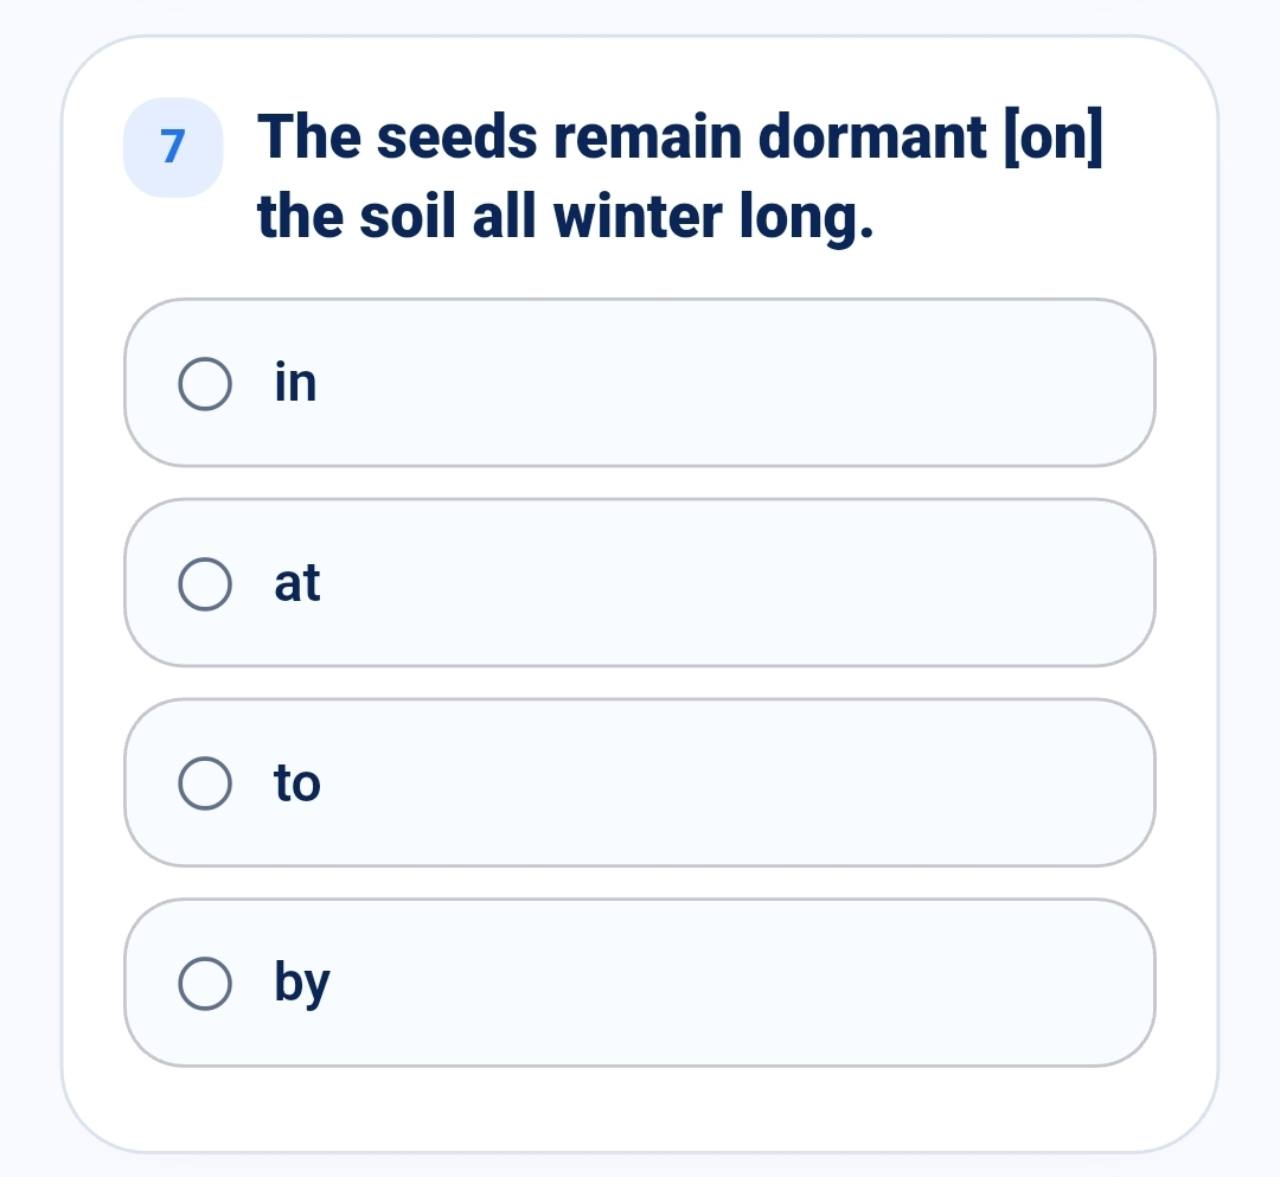 7
The seeds remain dormant [on]
the soil all winter long.
in
at
to
by